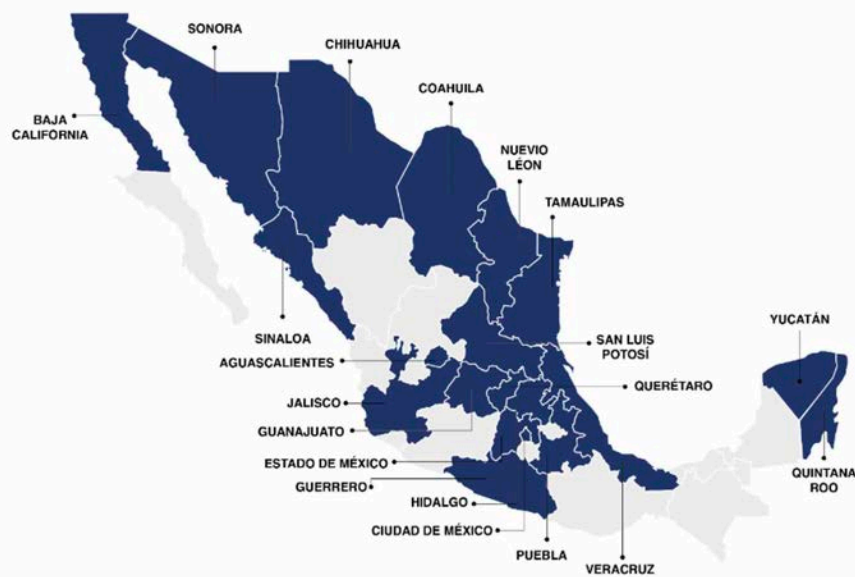 SONORA
CHIHUAHUA
COAHUILA
BAJA
CALIFORNIA
NUEVIO
LÉON
TAMAULIPAS
SINALOA
SAN LUIS
POTOSÍ
YUCATÁN
AGUASCALIENTES
QUERÉTARO
JALISCO
GUANAJUATO
ESTADO DE MÉXICO
QUINTANA
ROO
GUERRERO
HIDALGO
CIUDAD DE MÉXICO
PUEBLA
VERACRUZ